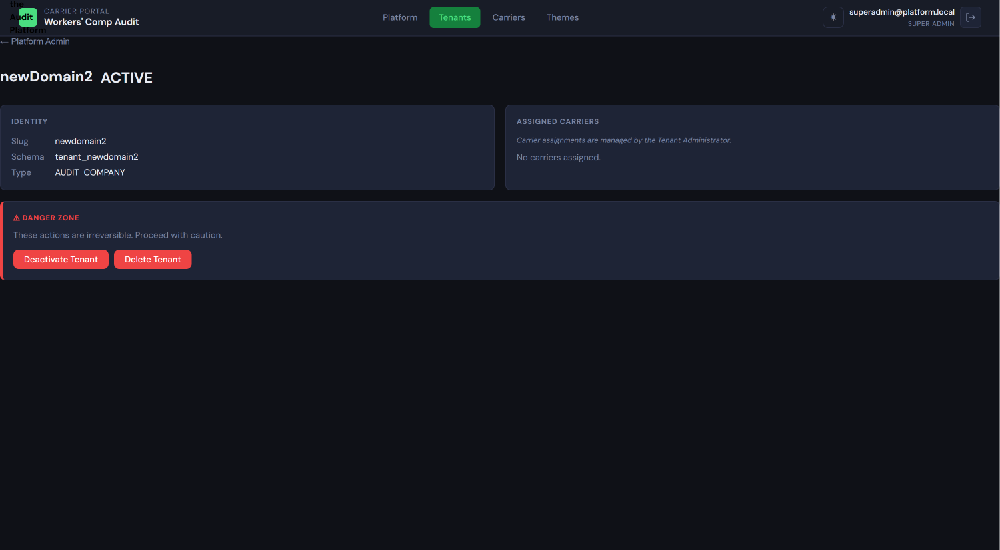 the
Audit
Platform
CARRIER PORTAL
Workers' Comp Audit
Platform
Tenants
Carriers
Themes
superadmin@platform.local
SUPER ADMIN
← Platform Admin
newDomain2 ACTIVE
IDENTITY
Slug newdomain2
Schema tenant_newdomain2
Type AUDIT_COMPANY
ASSIGNED CARRIERS
Carrier assignments are managed by the Tenant Administrator.
No carriers assigned.
⚠ DANGER ZONE
These actions are irreversible. Proceed with caution.
Deactivate Tenant
Delete Tenant